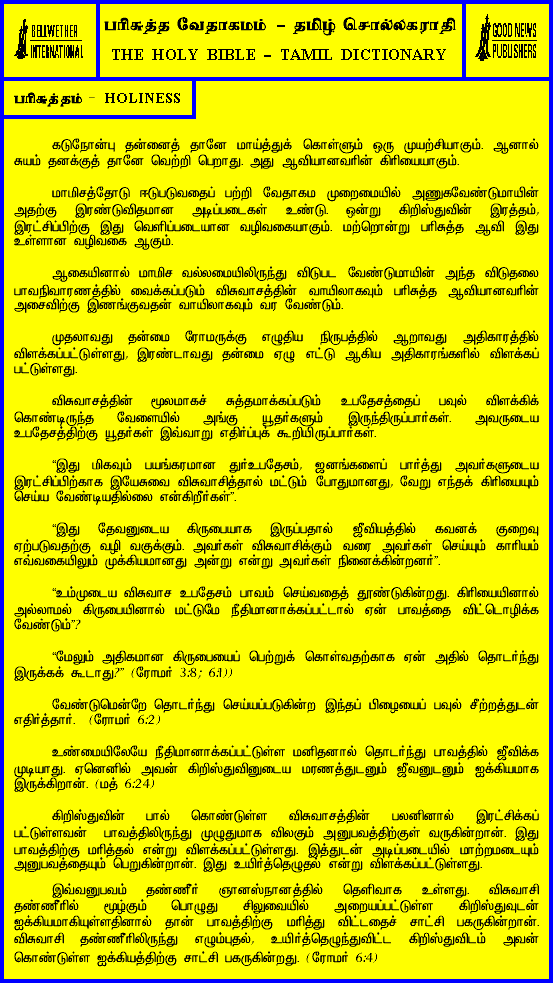 BELLWETHER
INTERNATIONAL
பரிசுத்த வேதாகமம் – தமிழ் சொல்லகராதி
THE HOLY BIBLE – TAMIL DICTIONARY
GOOD NEWS
PUBLISHERS
பரிசுத்தம் – HOLINESS
கடுநோன்பு தன்னைத் தானே மாய்த்துக் கொள்ளும் ஒரு முயற்சியாகும். ஆனால்
சுயம் தனக்குத் தானே வெற்றி பெறாது. அது ஆவியானவரின் கிரியையாகும்.
மாமிசத்தோடு ஈடுபடுவதைப் பற்றி வேதாகம முறைமையில் அணுகவேண்டுமாயின்
அதற்கு இரண்டுவிதமான அடிப்படைகள் உண்டு. ஒன்று கிறிஸ்துவின் இரத்தம்,
இரட்சிப்பிற்கு இது வெளிப்படையான வழிவகையாகும். மற்றொன்று பரிசுத்த ஆவி இது
உள்ளான வழிவகை ஆகும்.
ஆகையினால் மாமிச வல்லமையிலிருந்து விடுபட வேண்டுமாயின் அந்த விடுதலை
பாவநிவாரணத்தில் வைக்கப்படும் விசுவாசத்தின் வாயிலாகவும் பரிசுத்த ஆவியானவரின்
அசைவிற்கு இணங்குவதன் வாயிலாகவும் வர வேண்டும்.
முதலாவது தன்மை ரோமருக்கு எழுதிய நிருபத்தில் ஆறாவது அதிகாரத்தில்
விளக்கப்பட்டுள்ளது, இரண்டாவது தன்மை ஏழு எட்டு ஆகிய அதிகாரங்களில் விளக்கப்
பட்டுள்ளது.
விசுவாசத்தின் மூலமாகச் சுத்தமாக்கப்படும் உபதேசத்தைப் பவுல் விளக்கிக்
கொண்டிருந்த வேளையில் அங்கு யூதர்களும் இருந்திருப்பார்கள். அவருடைய
உபதேசத்திற்கு யூதர்கள் இவ்வாறு எதிர்ப்புக் கூறியிருப்பார்கள்.
“இது மிகவும் பயங்கரமான துர்உபதேசம், ஜனங்களைப் பார்த்து அவர்களுடைய
இரட்சிப்பிற்காக இயேசுவை விசுவாசித்தால் மட்டும் போதுமானது, வேறு எந்தக் கிரியையும்
செய்ய வேண்டியதில்லை என்கிறீர்கள்”.
“இது தேவனுடைய கிருபையாக இருப்பதால் ஜீவியத்தில் கவனக் குறைவு
ஏற்படுவதற்கு வழி வகுக்கும். அவர்கள் விசுவாசிக்கும் வரை அவர்கள் செய்யும் காரியம்
எவ்வகையிலும் முக்கியமானது அன்று என்று அவர்கள் நினைக்கின்றனர்”.
“உம்முடைய விசுவாச உபதேசம் பாவம் செய்வதைத் தூண்டுகின்றது. கிரியையினால்
அல்லாமல் கிருபையினால் மட்டுமே நீதிமானாக்கப்பட்டால் ஏன் பாவத்தை விட்டொழிக்க
வேண்டும்”?
“மேலும் அதிகமான கிருபையைப் பெற்றுக் கொள்வதற்காக ஏன் அதில் தொடர்ந்து
இருக்கக் கூடாது?” (ரோமர் 3:8; 6:1))
வேண்டுமென்றே தொடர்ந்து செய்யப்படுகின்ற இந்தப் பிழையைப் பவுல் சீற்றத்துடன்
எதிர்த்தார். (ரோமர் 6:2)
உண்மையிலேயே நீதிமானாக்கப்பட்டுள்ள மனிதனால் தொடர்ந்து பாவத்தில் ஜீவிக்க
முடியாது. ஏனெனில் அவன் கிறிஸ்துவினுடைய மரணத்துடனும் ஜீவனுடனும் ஐக்கியமாக
இருக்கிறான். (மத் 6:24)
கிறிஸ்துவின் பால் கொண்டுள்ள விசுவாசத்தின் பலனினால் இரட்சிக்கப்
பட்டுள்ளவன் பாவத்திலிருந்து முழுதுமாக விலகும் அனுபவத்திற்குள் வருகின்றான். இது
பாவத்திற்கு மரித்தல் என்று விளக்கப்பட்டுள்ளது. இத்துடன் அடிப்படையில் மாற்றமடையும்
அனுபவத்தையும் பெறுகின்றான். இது உயிர்த்தெழுதல் என்று விளக்கப்பட்டுள்ளது.
இவ்வனுபவம் தண்ணீர் ஞானஸ்நானத்தில் தெளிவாக உள்ளது. விசுவாசி
தண்ணீரில் மூழ்கும் பொழுது சிலுவையில் அறையப்பட்டுள்ள கிறிஸ்துவுடன்
ஐக்கியமாகியுள்ளதினால் தான் பாவத்திற்கு மரித்து விட்டதைச் சாட்சி பகருகின்றான்.
விசுவாசி தண்ணீரிலிருந்து எழும்புதல், உயிர்த்தெழுந்துவிட்ட கிறிஸ்துவிடம் அவன்
கொண்டுள்ள ஐக்கியத்திற்கு சாட்சி பகருகின்றது. (ரோமர் 6:4)